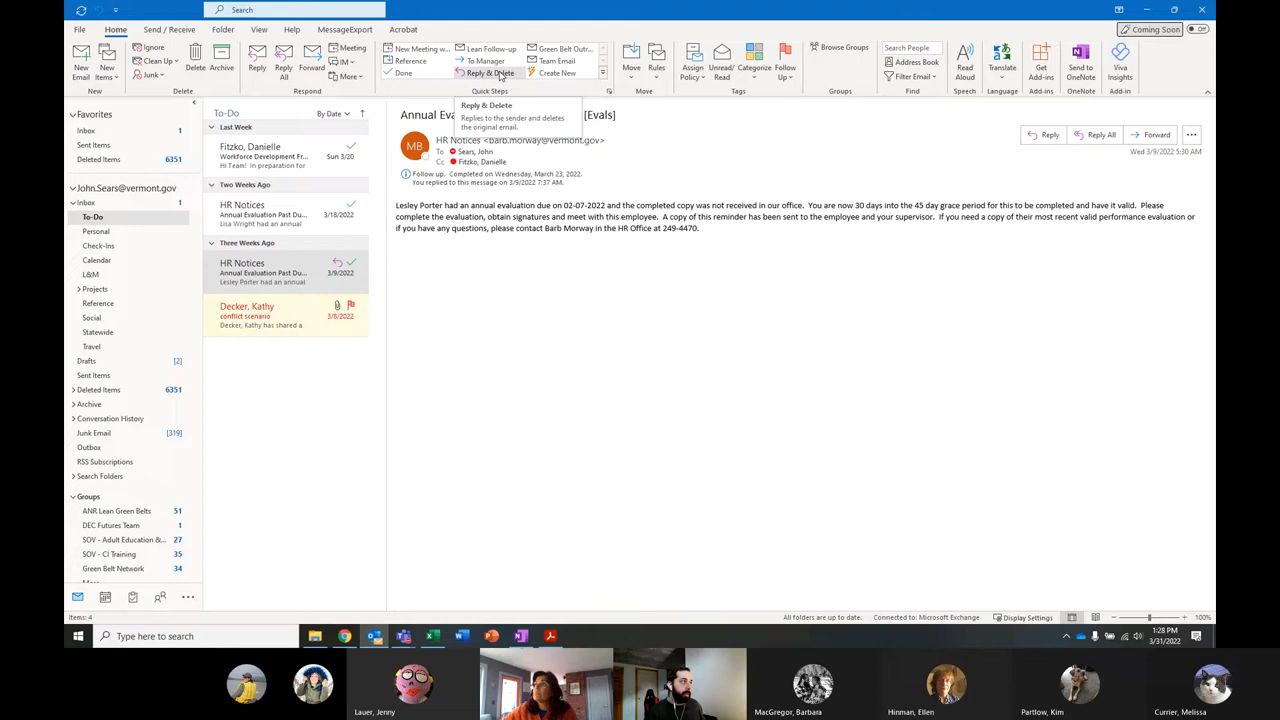 Search
Coming Soon
File
Home
Send / Receive
Folder
View
Help
MessageExport
Acrobat
New Email
New Items
New
Ignore
Clean Up
Junk
Delete
Archive
Delete
Reply
Reply All
Forward
Meeting
IM
More
Respond
New Meeting w...
Reference
Done
Lean Follow-up
To Manager
Reply & Delete
Green Belt Outr...
Team Email
Create New
Quick Steps
Move
Rules
Move
Assign Policy
Unread/ Read
Categorize
Follow Up
Tags
Browse Groups
Groups
Search People
Address Book
Filter Email
Find
Read Aloud
Speech
Translate
Language
Get Add-ins
Add-ins
Send to OneNote
OneNote
Viva Insights
Add-in
Reply & Delete
Replies to the sender and deletes
the original email.
Favorites
Inbox 1
Sent Items
Deleted Items 6351
John.Sears@vermont.gov
Inbox 1
To-Do
Personal
Check-Ins
Calendar
L&M
Projects
Reference
Social
Statewide
Travel
Drafts [2]
Sent Items
Deleted Items 6351
Archive
Conversation History
Junk Email [319]
Outbox
RSS Subscriptions
Search Folders
Groups
ANR Lean Green Belts 51
DEC Futures Team 1
SOV - Adult Education &... 27
SOV - CI Training 35
Green Belt Network 34
To-Do
By Date
Last Week
Fitzko, Danielle
Workforce Development Fr... Sun 3/20
Hi Team! In preparation for
Two Weeks Ago
HR Notices
Annual Evaluation Past Du... 3/18/2022
Lisa Wright had an annual
Three Weeks Ago
HR Notices
Annual Evaluation Past Du... 3/9/2022
Lesley Porter had an annual
Decker, Kathy
conflict scenario 3/8/2022
Decker, Kathy has shared a
Annual Eva
[Evals]
MB
HR Notices <barb.morway@vermont.gov>
To Sears, John
Cc Fitzko, Danielle
Reply
Reply All
Forward
Wed 3/9/2022 5:30 AM
Follow up. Completed on Wednesday, March 23, 2022.
You replied to this message on 3/9/2022 7:37 AM.
Lesley Porter had an annual evaluation due on 02-07-2022 and the completed copy was not received in our office. You are now 30 days into the 45 day grace period for this to be completed and have it valid. Please
complete the evaluation, obtain signatures and meet with this employee. A copy of this reminder has been sent to the employee and your supervisor. If you need a copy of their most recent valid performance evaluation or
if you have any questions, please contact Barb Morway in the HR Office at 249-4470.
Items: 4
All folders are up to date.
Connected to: Microsoft Exchange
Display Settings
100%
Type here to search
1:28 PM
3/31/2022
Lauer, Jenny
MacGregor, Barbara
Hinman, Ellen
Partlow, Kim
Currier, Melissa